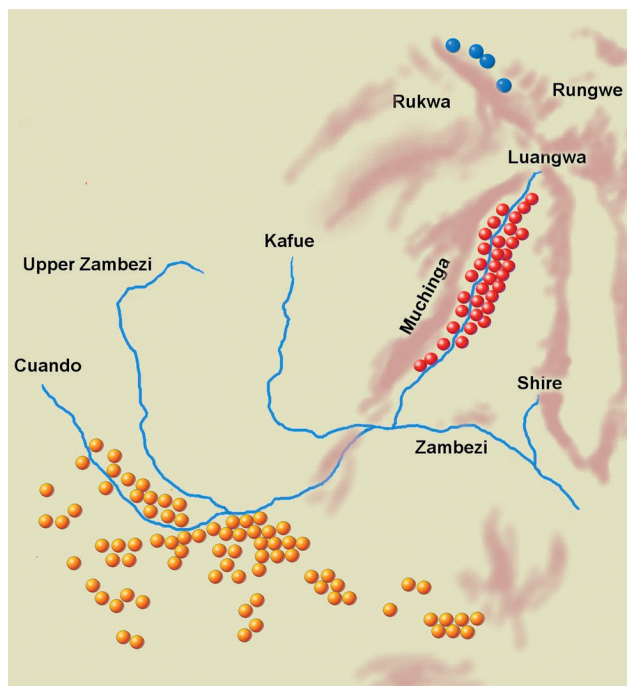 Rukwa
Rungwe
Luangwa
Kafue
Upper Zambezi
Muchinga
Cuando
Shire
Zambezi